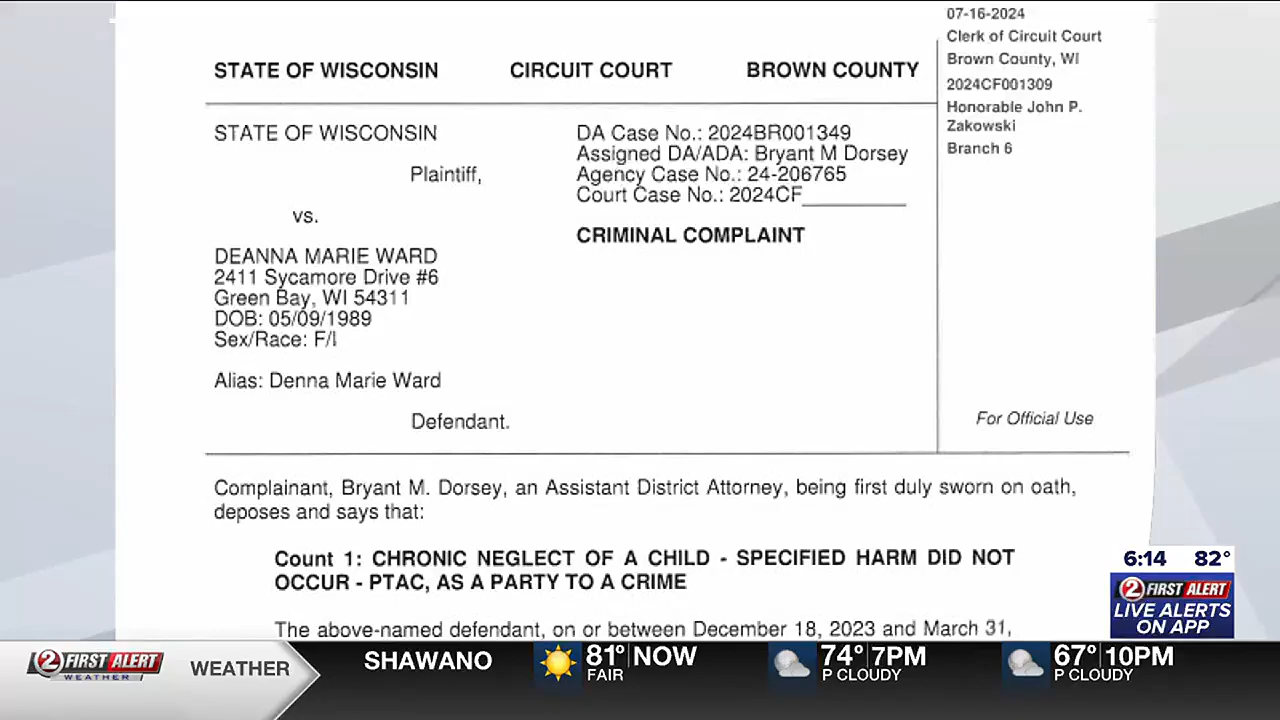 07-16-2024
Clerk of Circuit Court
Brown County, WI
2024CF001309
Honorable John P.
Zakowski
Branch 6
STATE OF WISCONSIN CIRCUIT COURT BROWN COUNTY
STATE OF WISCONSIN
Plaintiff,
vs.
DEANNA MARIE WARD
2411 Sycamore Drive #6
Green Bay, WI 54311
DOB: 05/09/1989
Sex/Race: F/I
Alias: Denna Marie Ward
Defendant.
DA Case No.: 2024BR001349
Assigned DA/ADA: Bryant M Dorsey
Agency Case No.: 24-206765
Court Case No.: 2024CF
CRIMINAL COMPLAINT
For Official Use
Complainant, Bryant M. Dorsey, an Assistant District Attorney, being first duly sworn on oath,
deposes and says that:
Count 1: CHRONIC NEGLECT OF A CHILD - SPECIFIED HARM DID NOT
OCCUR - PTAC, AS A PARTY TO A CRIME
The above-named defendant, on or between December 18, 2023 and March 31,
6:14 82°
2 FIRST ALERT
LIVE ALERTS
ON APP
2 FIRST ALERT
WEATHER
WEATHER
SHAWANO
81° NOW
FAIR
74° 7PM
P CLOUDY
67° 10PM
P CLOUDY